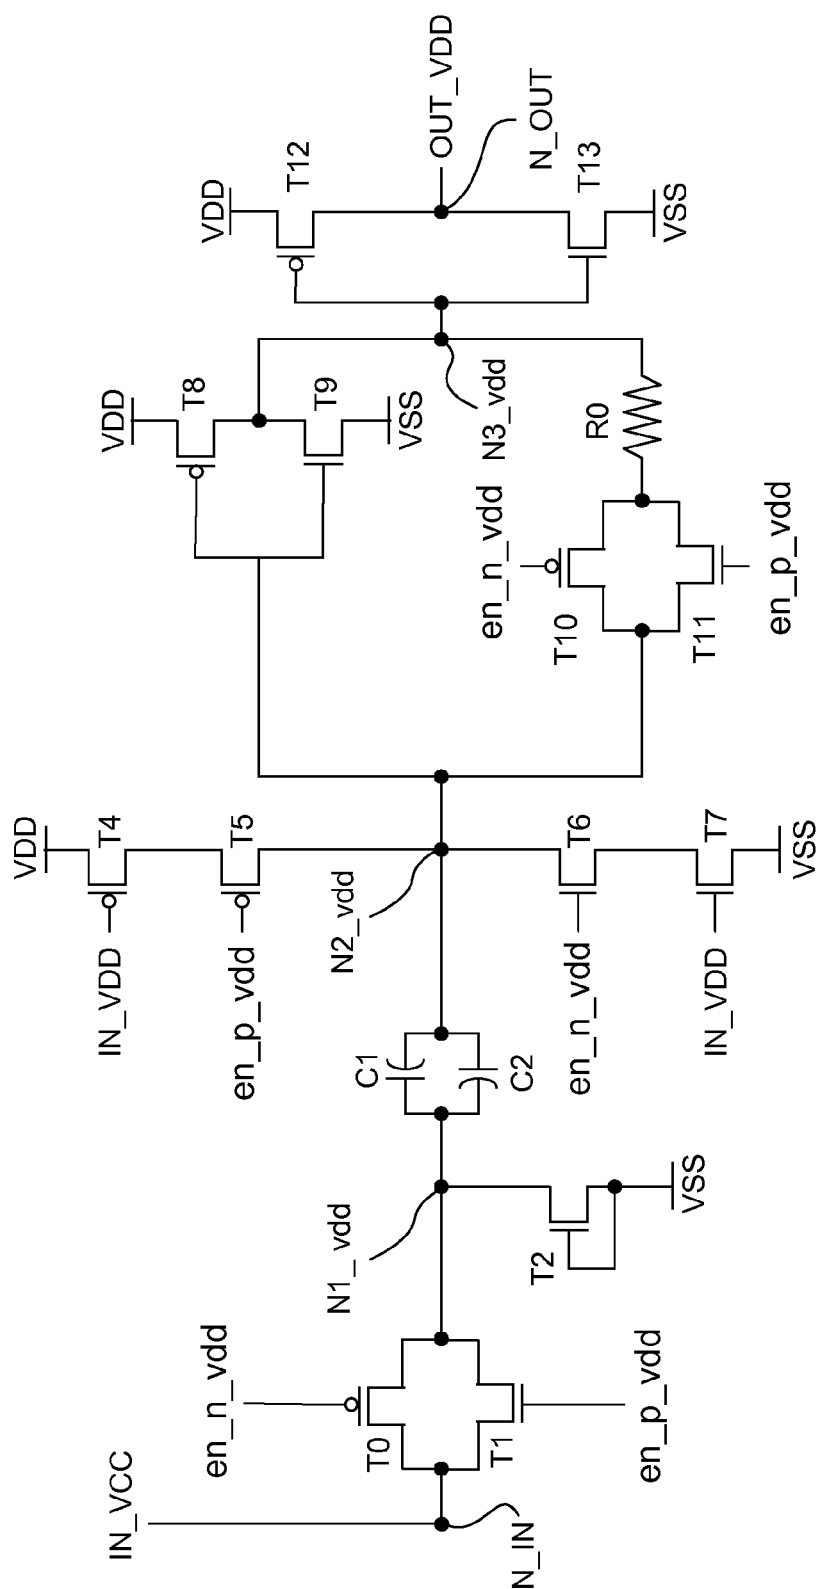 VDD
T12
OUT_VDD
N_OUT
T13
VSS
VDD
T8
T9
VSS
N3_vdd
R0
en_n_vdd
T10
T11
en_p_vdd
VDD
T4
T5
T6
T7
VSS
IN_VDD
en_p_vdd
N2_vdd
en_n_vdd
IN_VDD
C1
C2
N1_vdd
T2
VSS
en_n_vdd
T0
T1
en_p_vdd
IN_VCC
N_IN